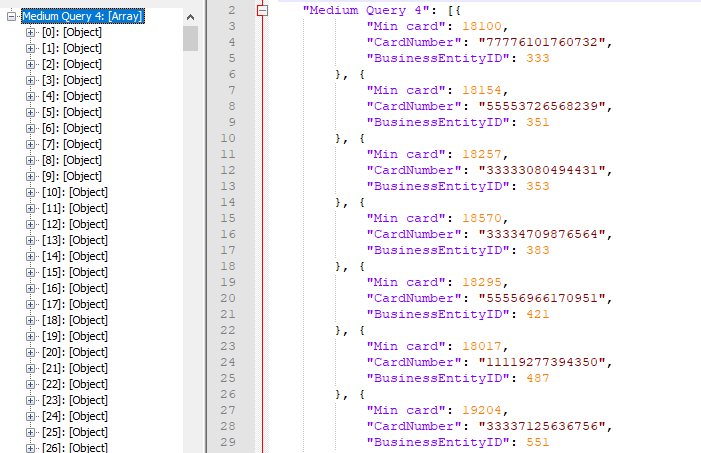 Medium Query 4: [Array]
[0]: [Object]
[1]: [Object]
[2]: [Object]
[3]: [Object]
[4]: [Object]
[5]: [Object]
[6]: [Object]
[7]: [Object]
[8]: [Object]
[9]: [Object]
[10]: [Object]
[11]: [Object]
[12]: [Object]
[13]: [Object]
[14]: [Object]
[15]: [Object]
[16]: [Object]
[17]: [Object]
[18]: [Object]
[19]: [Object]
[20]: [Object]
[21]: [Object]
[22]: [Object]
[23]: [Object]
[24]: [Object]
[25]: [Object]
[26]: [Object]
2 "Medium Query 4": [{
3 "Min card": 18100,
4 "CardNumber": "77776101760732",
5 "BusinessEntityID": 333
6 }, {
7 "Min card": 18154,
8 "CardNumber": "55553726568239",
9 "BusinessEntityID": 351
10 }, {
11 "Min card": 18257,
12 "CardNumber": "33333080494431",
13 "BusinessEntityID": 353
14 }, {
15 "Min card": 18570,
16 "CardNumber": "33334709876564",
17 "BusinessEntityID": 383
18 }, {
19 "Min card": 18295,
20 "CardNumber": "55556966170951",
21 "BusinessEntityID": 421
22 }, {
23 "Min card": 18017,
24 "CardNumber": "11119277394350",
25 "BusinessEntityID": 487
26 }, {
27 "Min card": 19204,
28 "CardNumber": "33337125636756",
29 "BusinessEntityID": 551